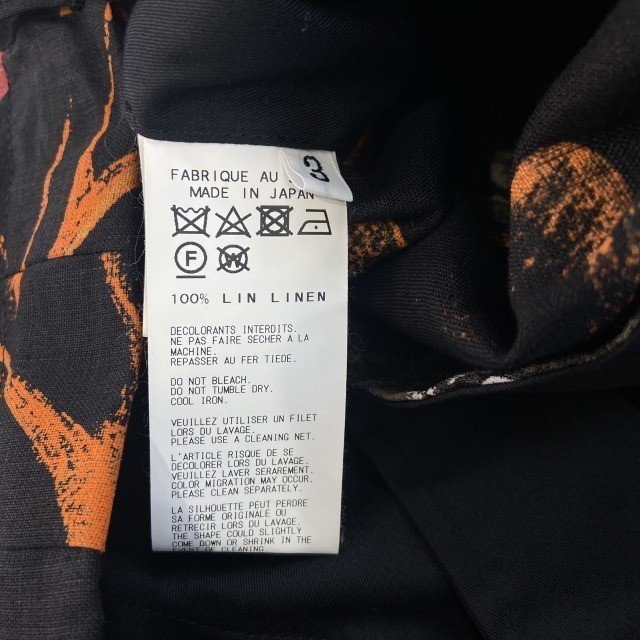 FABRIQUE AU
3
MADE IN JAPAN
F
W
100% LIN LINEN
DECOLORANTS INTERDITS.
NE PAS FAIRE SECHER A LA
MACHINE.
REPASSER AU FER TIEDE.
DO NOT BLEACH.
DO NOT TUMBLE DRY.
COOL IRON.
VEUILLEZ UTILISER UN FILET
LORS DU LAVAGE.
PLEASE USE A CLEANING NET.
L'ARTICLE RISQUE DE SE
DECOLORER LORS DU LAVAGE.
VEUILLEZ LAVER SERAREMENT.
COLOR MIGRATION MAY OCCUR.
PLEASE CLEAN SEPARATELY.
LA SILHOUETTE PEUT PERDRE
SA FORME ORIGINALE OU
RETRECIR LORS DU LAVAGE.
THE SHAPE COULD SLIGHTLY
COME DOWN OR SHRINK IN THE
EVENT OF CLEANING.